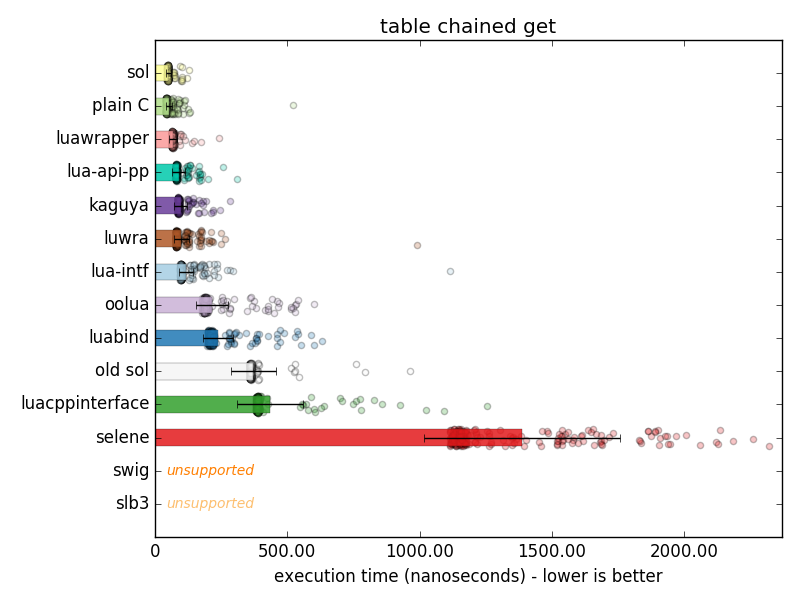 table chained get
sol
plain C
luawrapper
lua-api-pp
kaguya
luwra
lua-intf
oolua
luabind
old sol
luacppinterface
selene
swig unsupported
slb3 unsupported
0 500.00 1000.00 1500.00 2000.00
execution time (nanoseconds) - lower is better